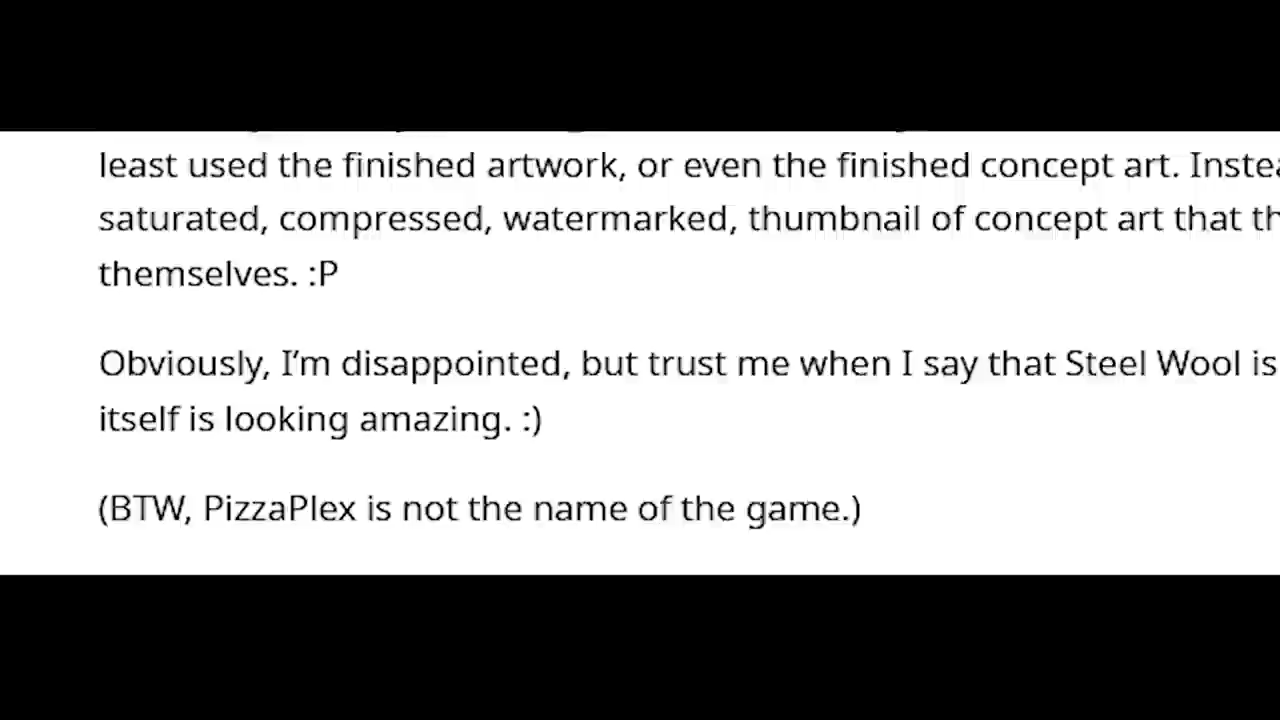 least used the finished artwork, or even the finished concept art. Instea
saturated, compressed, watermarked, thumbnail of concept art that th
themselves. :P
Obviously, I’m disappointed, but trust me when I say that Steel Wool is
itself is looking amazing. :)
(BTW, PizzaPlex is not the name of the game.)